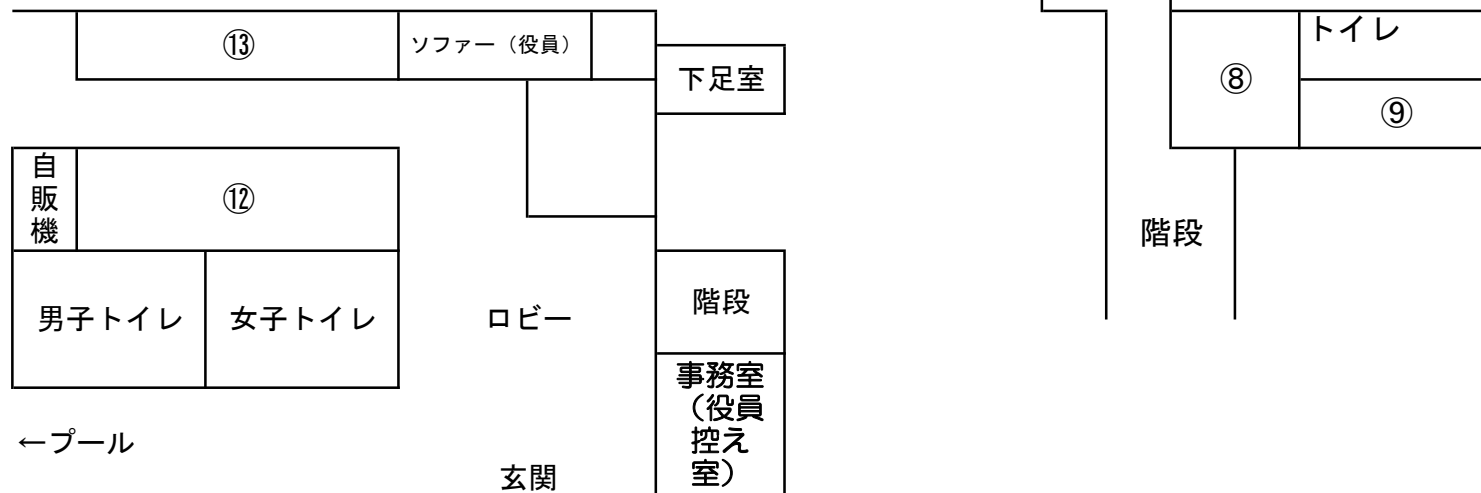 ⑬
ソファー（役員）
下足室
自
販
機
⑫
男子トイレ
女子トイレ
ロビー
階段
事務室
（役員
控え
室）
←プール
玄関
トイレ
⑧
⑨
階段